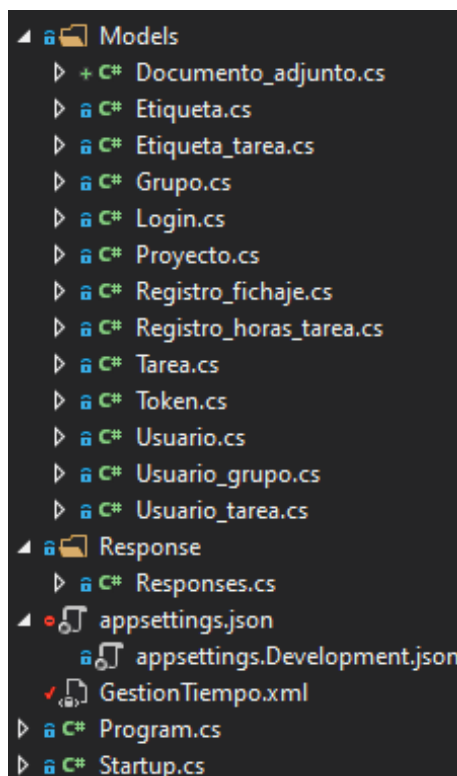 Models
+ C# Documento_adjunto.cs
C# Etiqueta.cs
C# Etiqueta_tarea.cs
C# Grupo.cs
C# Login.cs
C# Proyecto.cs
C# Registro_fichaje.cs
C# Registro_horas_tarea.cs
C# Tarea.cs
C# Token.cs
C# Usuario.cs
C# Usuario_grupo.cs
C# Usuario_tarea.cs
Response
C# Responses.cs
appsettings.json
appsettings.Development.json
GestionTiempo.xml
C# Program.cs
C# Startup.cs